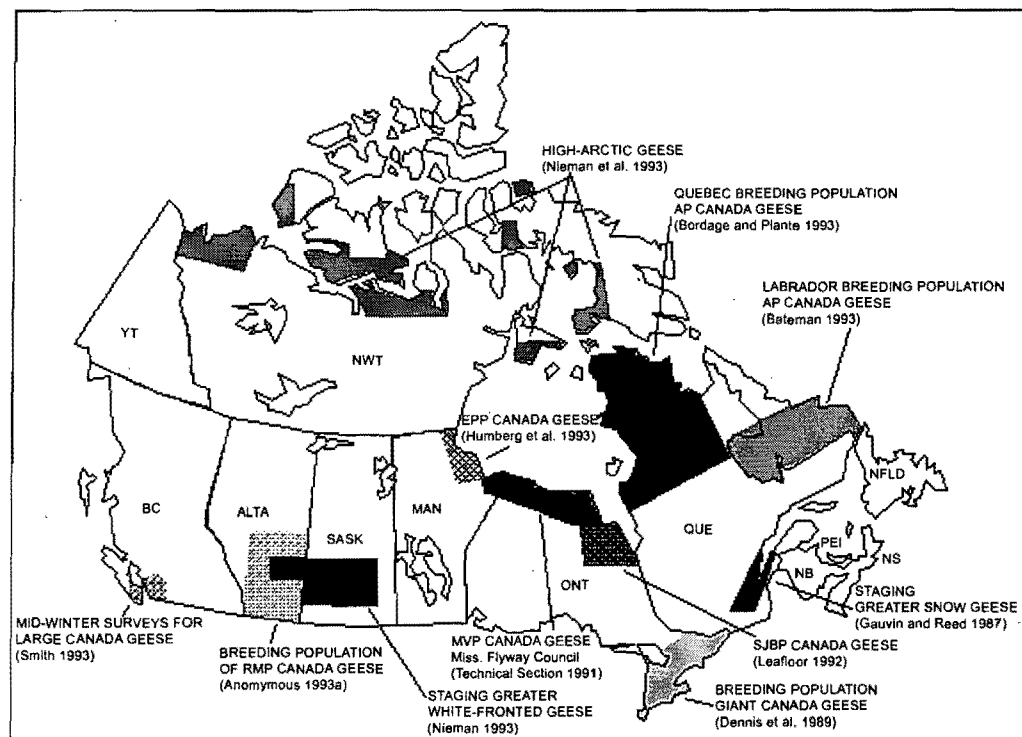 HIGH-ARCTIC GEESE
(Nieman et al. 1993)
QUEBEC BREEDING POPULATION
AP CANADA GEESE
(Bordage and Plante 1993)
LABRADOR BREEDING POPULATION
AP CANADA GEESE
(Bateman 1993)
YT
NWT
EPP CANADA GEESE
(Humberg et al. 1993)
NFLD
BC
ALTA
SASK
MAN
ONT
QUE
PEI
NB
NS
STAGING
GREATER SNOW GEESE
(Gauvin and Reed 1987)
MID-WINTER SURVEYS FOR
LARGE CANADA GEESE
(Smith 1993)
BREEDING POPULATION
OF RMP CANADA GEESE
(Anomymous 1993a)
STAGING GREATER
WHITE-FRONTED GEESE
(Nieman 1993)
MVP CANADA GEESE
Miss. Flyway Council
(Technical Section 1991)
SJBP CANADA GEESE
(Leafloor 1992)
BREEDING POPULATION
GIANT CANADA GEESE
(Dennis et al. 1989)